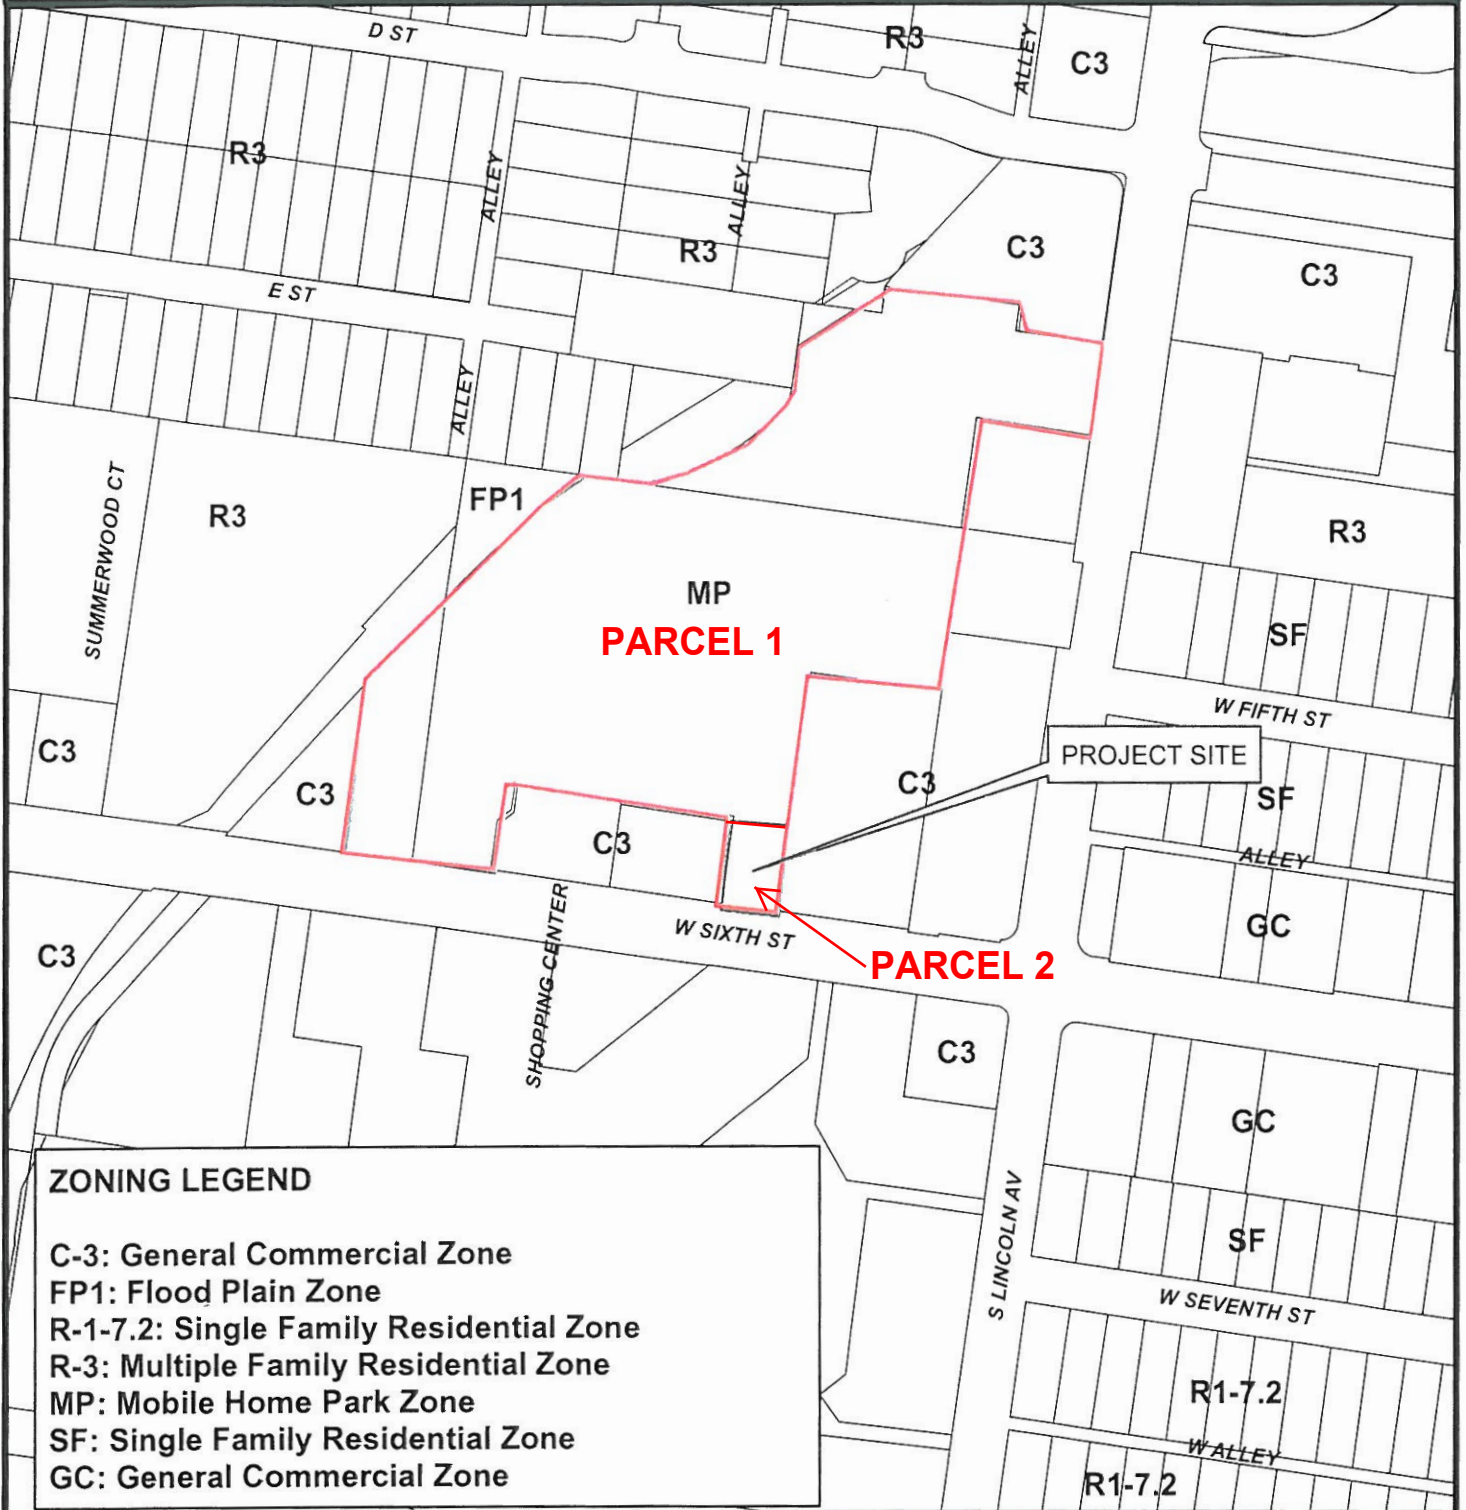 D ST
R3
ALLEY
C3
R3
ALLEY
ALLEY
R3
C3
C3
E ST
ALLEY
SUMMERWOOD CT
R3
FP1
R3
MP
PARCEL 1
SF
W FIFTH ST
C3
PROJECT SITE
C3
C3
SF
C3
ALLEY
SHOPPING CENTER
W SIXTH ST
GC
C3
PARCEL 2
C3
GC
S LINCOLN AV
SF
W SEVENTH ST
R1-7.2
W ALLEY
R1-7.2
ZONING LEGEND
C-3: General Commercial Zone
FP1: Flood Plain Zone
R-1-7.2: Single Family Residential Zone
R-3: Multiple Family Residential Zone
MP: Mobile Home Park Zone
SF: Single Family Residential Zone
GC: General Commercial Zone